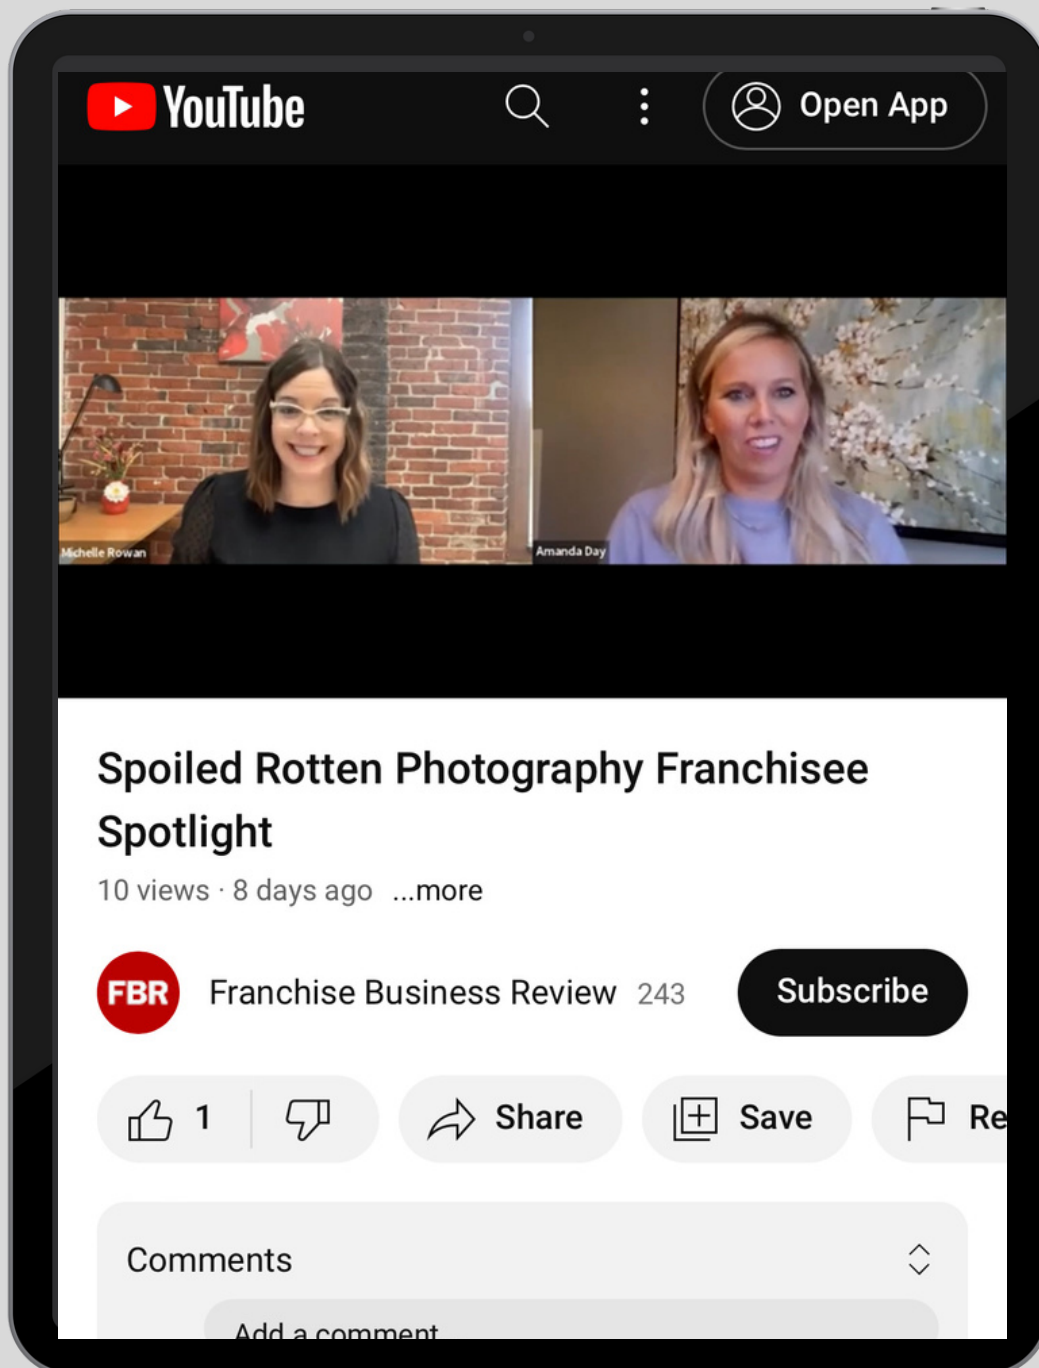 YouTube
Open App
Michelle Rowan
Amanda Day
Spoiled Rotten Photography Franchisee
Spotlight
10 views · 8 days ago ...more
FBR Franchise Business Review 243 Subscribe
1 Share Save Re
Comments
Add a comment